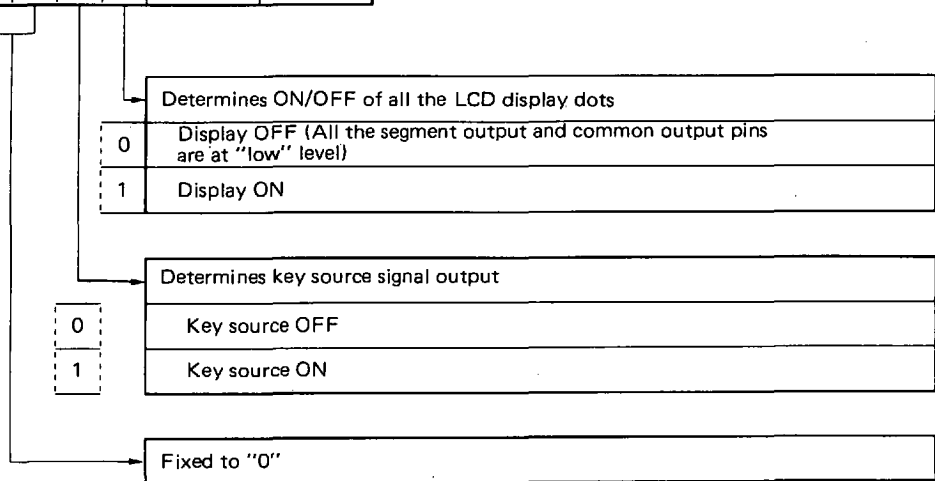 Determines ON/OFF of all the LCD display dots
0 Display OFF (All the segment output and common output pins
are at "low" level)
1 Display ON
Determines key source signal output
0 Key source OFF
1 Key source ON
Fixed to "0"